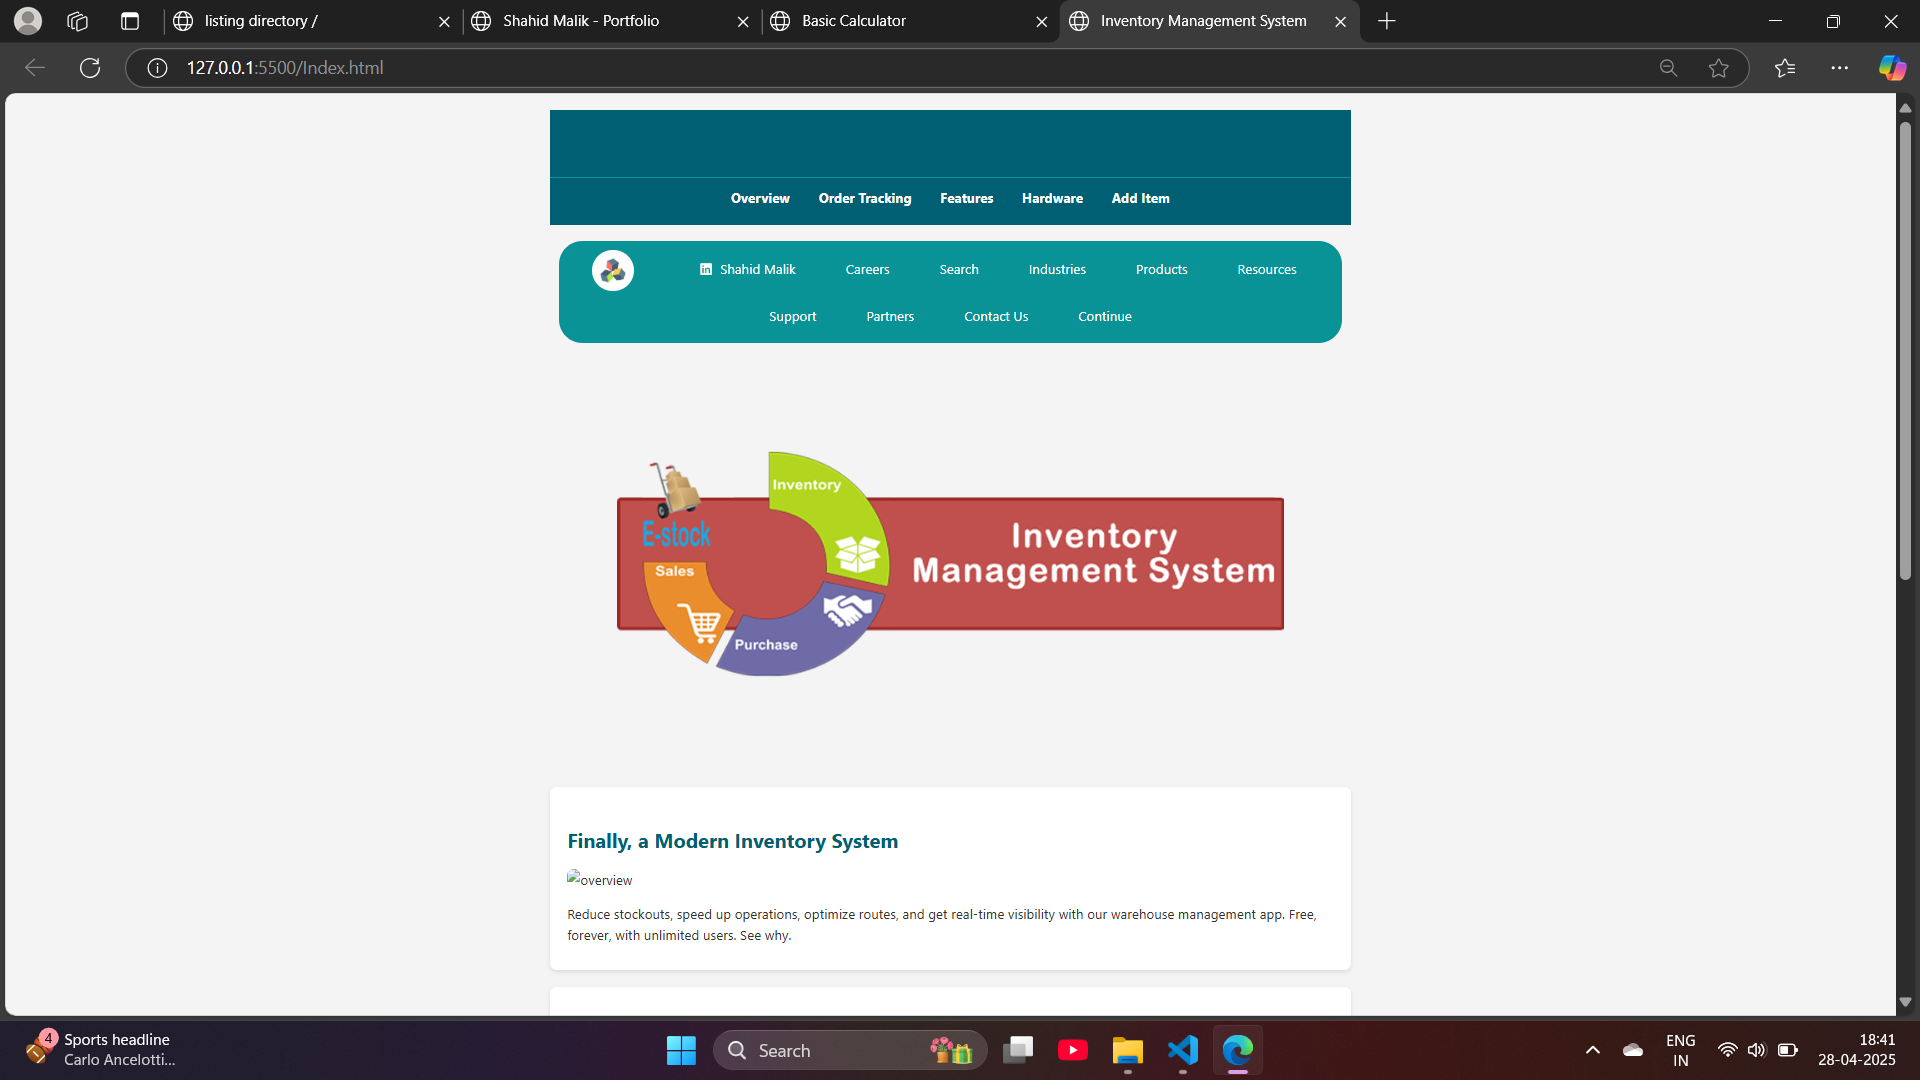 listing directory /
Shahid Malik - Portfolio
Basic Calculator
Inventory Management System
127.0.0.1:5500/Index.html
Overview Order Tracking Features Hardware Add Item
Shahid Malik Careers Search Industries Products Resources
Support Partners Contact Us Continue
Inventory
E-stock
Sales
Purchase
Inventory
Management System
Finally, a Modern Inventory System
overview
Reduce stockouts, speed up operations, optimize routes, and get real-time visibility with our warehouse management app. Free,
forever, with unlimited users. See why.
4
Sports headline
Carlo Ancelotti...
Search
ENG
IN
18:41
28-04-2025